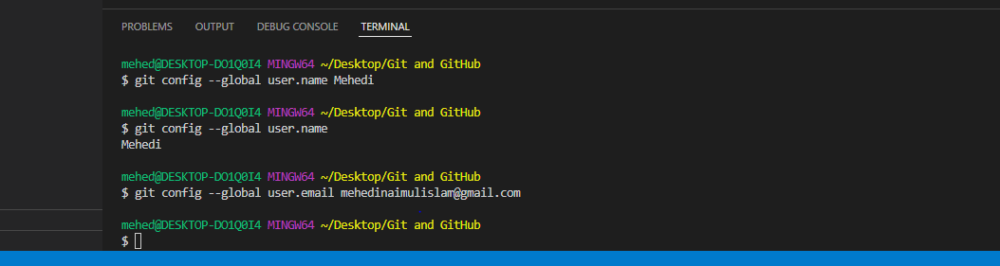 PROBLEMS OUTPUT DEBUG CONSOLE TERMINAL
mehed@DESKTOP-DO1Q0I4 MINGW64 ~/Desktop/Git and GitHub
$ git config --global user.name Mehedi
mehed@DESKTOP-DO1Q0I4 MINGW64 ~/Desktop/Git and GitHub
$ git config --global user.name
Mehedi
mehed@DESKTOP-DO1Q0I4 MINGW64 ~/Desktop/Git and GitHub
$ git config --global user.email mehedinaimulislam@gmail.com
mehed@DESKTOP-DO1Q0I4 MINGW64 ~/Desktop/Git and GitHub
$